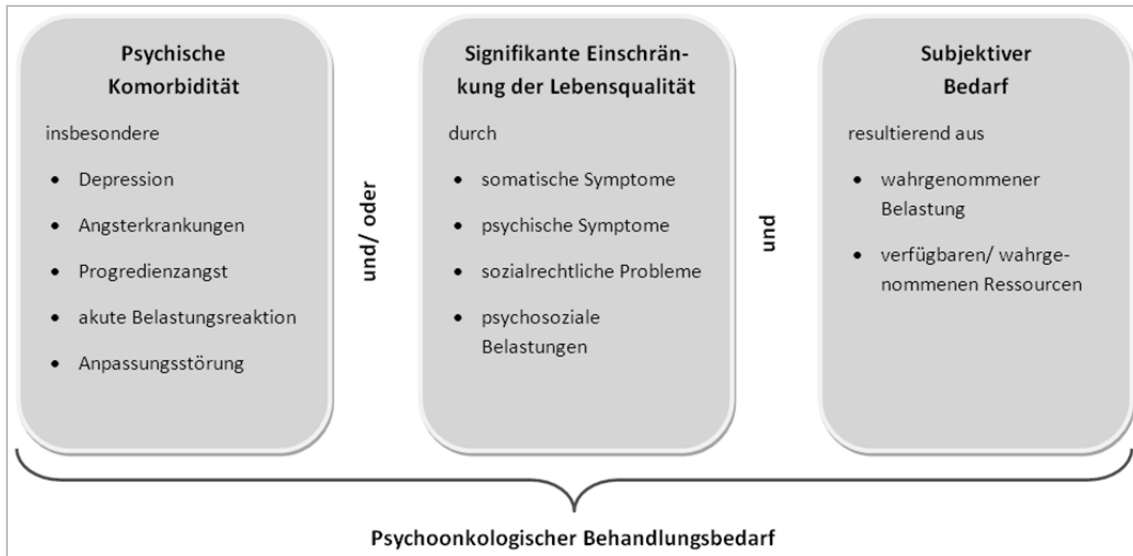 Psychische
Komorbidität
insbesondere
• Depression
• Angsterkrankungen
• Progredienzangst
• akute Belastungsreaktion
• Anpassungsstörung
und/ oder
Signifikante Einschrän-
kung der Lebensqualität
durch
• somatische Symptome
• psychische Symptome
• sozialrechtliche Probleme
• psychosoziale
Belastungen
und
Subjektiver
Bedarf
resultierend aus
• wahrgenommener
Belastung
• verfügbaren/ wahrge-
nommenen Ressourcen
Psychoonkologischer Behandlungsbedarf